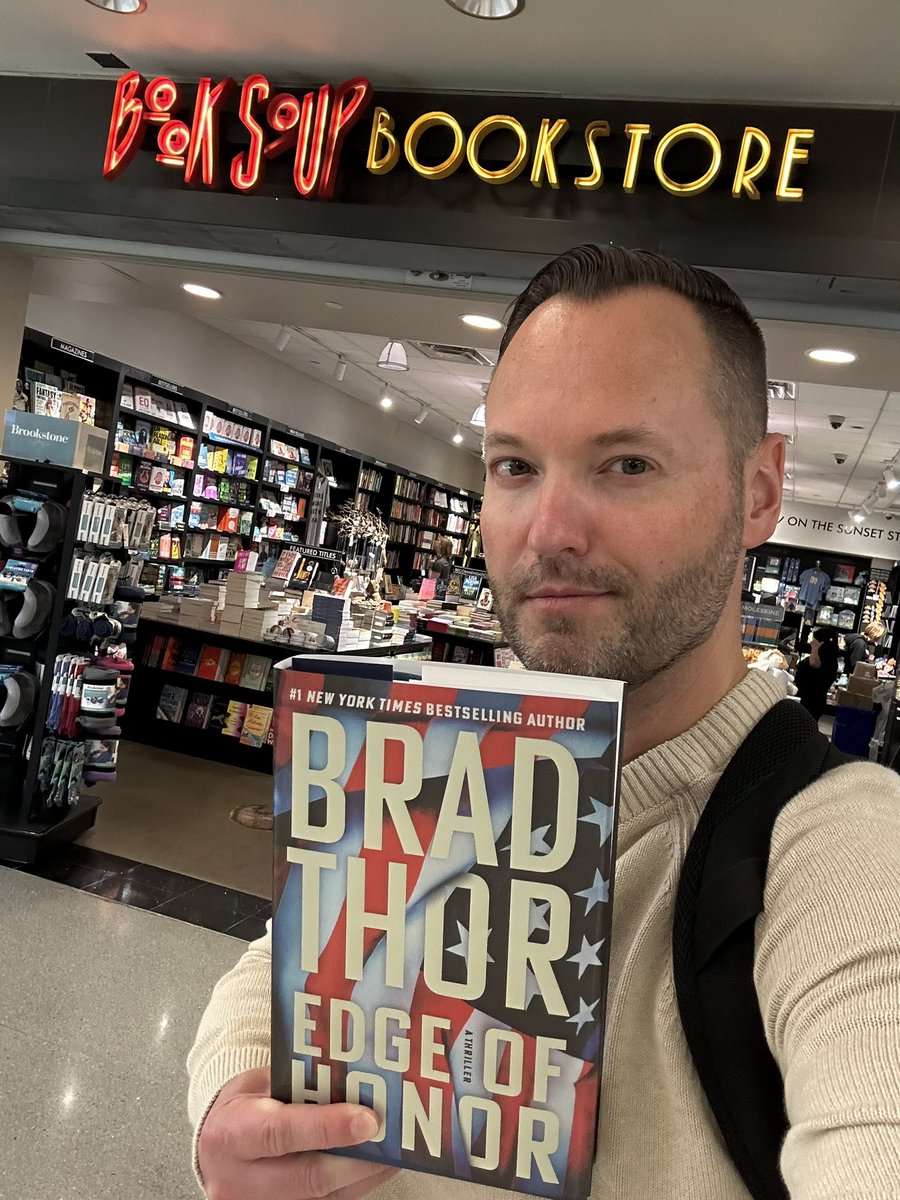 BOOK SOUP BOOKSTORE
MAGAZINES
BESTSELLERS
Brookstone
FEATURED TITLES
Y ON THE SUNSET ST
MOLESKINE
#1 NEW YORK TIMES BESTSELLING AUTHOR
BRAD
THOR
EDGE OF
HONOR
A THRILLER